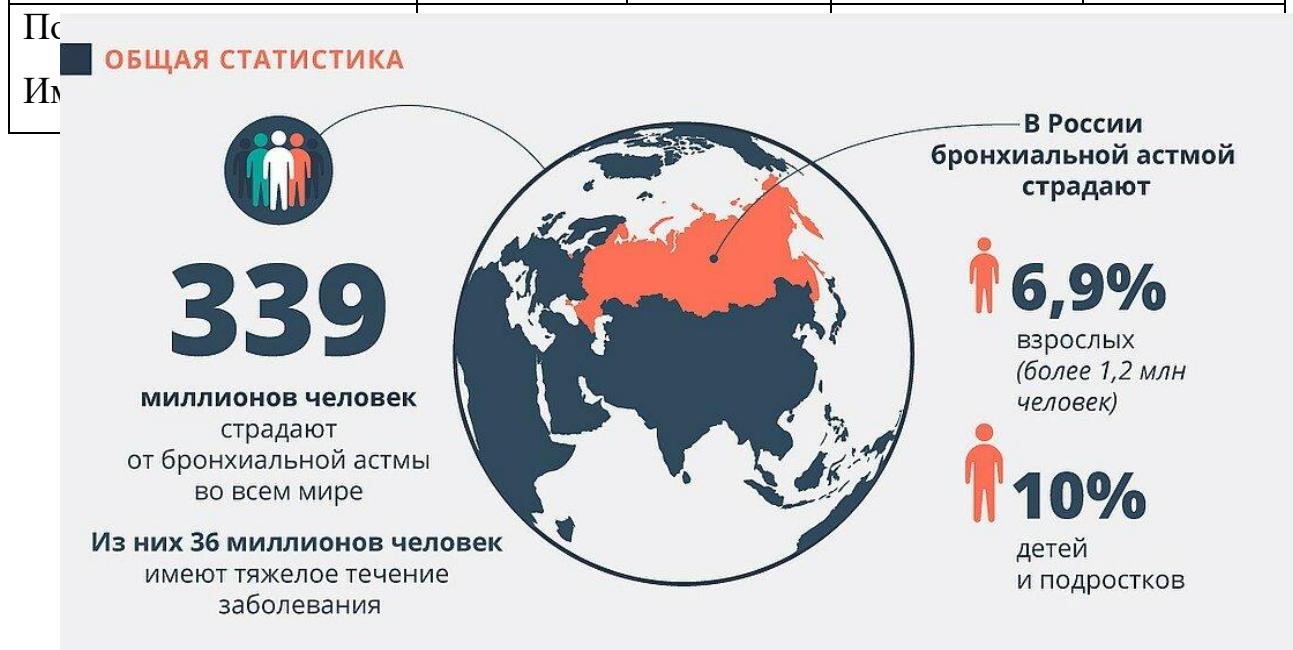 ОБЩАЯ СТАТИСТИКА
339
миллионов человек
страдают
от бронхиальной астмы
во всем мире
Из них 36 миллионов человек
имеют тяжелое течение
заболевания
В России
бронхиальной астмой
страдают
6,9%
взрослых
(более 1,2 млн
человек)
10%
детей
и подростков